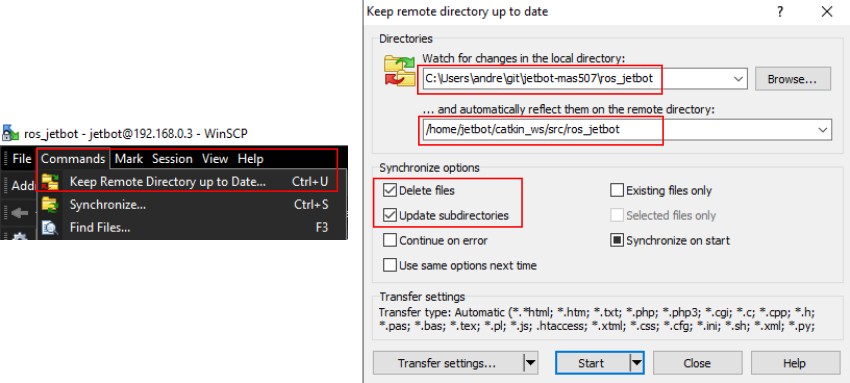 ros_jetbot - jetbot@192.168.0.3 - WinSCP
File Commands Mark Session View Help
Addr
Keep Remote Directory up to Date... Ctrl+U
Synchronize... Ctrl+S
Find Files... F3
Keep remote directory up to date
Directories
Watch for changes in the local directory:
C:\Users\andre\git\jetbot-mas507\ros_jetbot
Browse...
... and automatically reflect them on the remote directory:
/home/jetbot/catkin_ws/src/ros_jetbot
Synchronize options
Delete files Existing files only
Update subdirectories Selected files only
Continue on error Synchronize on start
Use same options next time
Transfer settings
Transfer type: Automatic (*.*html; *.htm; *.txt; *.php; *.php3; *.cgi; *.c; *.cpp; *.h;
*.pas; *.bas; *.tex; *.pl; *.js; .htaccess; *.xtml; *.css; *.cfg; *.ini; *.sh; *.xml; *.py;
Transfer settings... Start Close Help